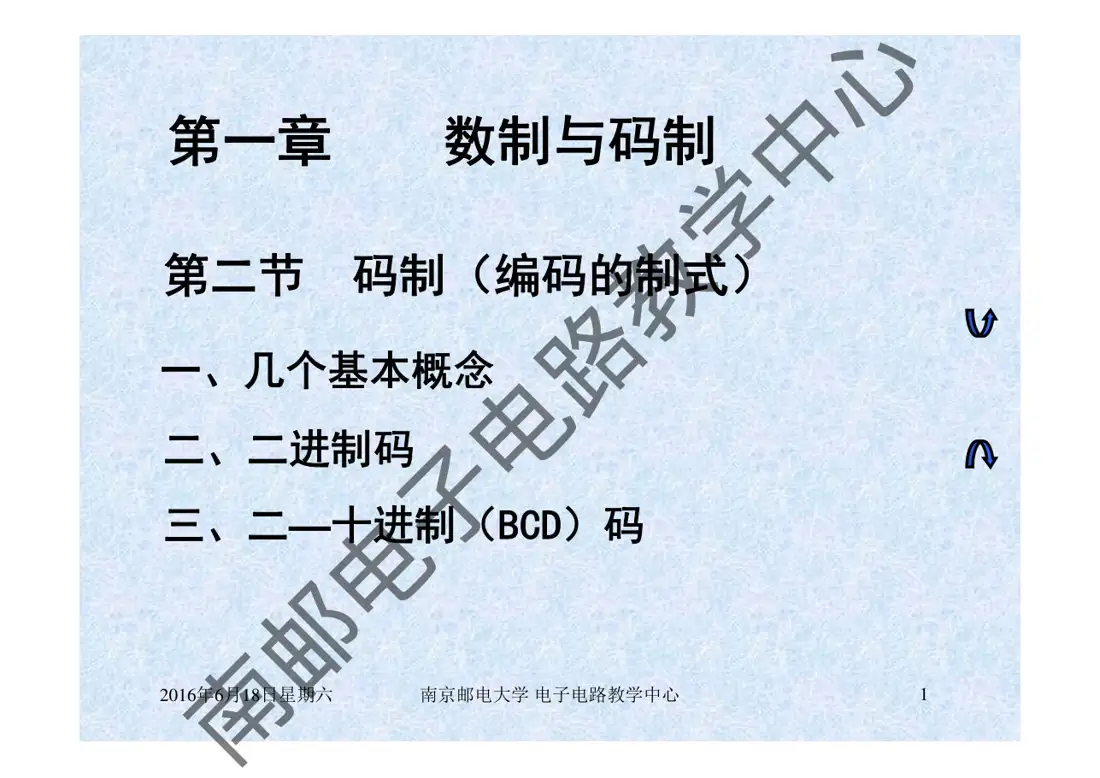 第一章 数制与码制
第二节 码制（编码的制式）
一、几个基本概念
二、二进制码
三、二—十进制（BCD）码
南邮电子电路教学中心
2016年6月18日星期六 南京邮电大学 电子电路教学中心 1